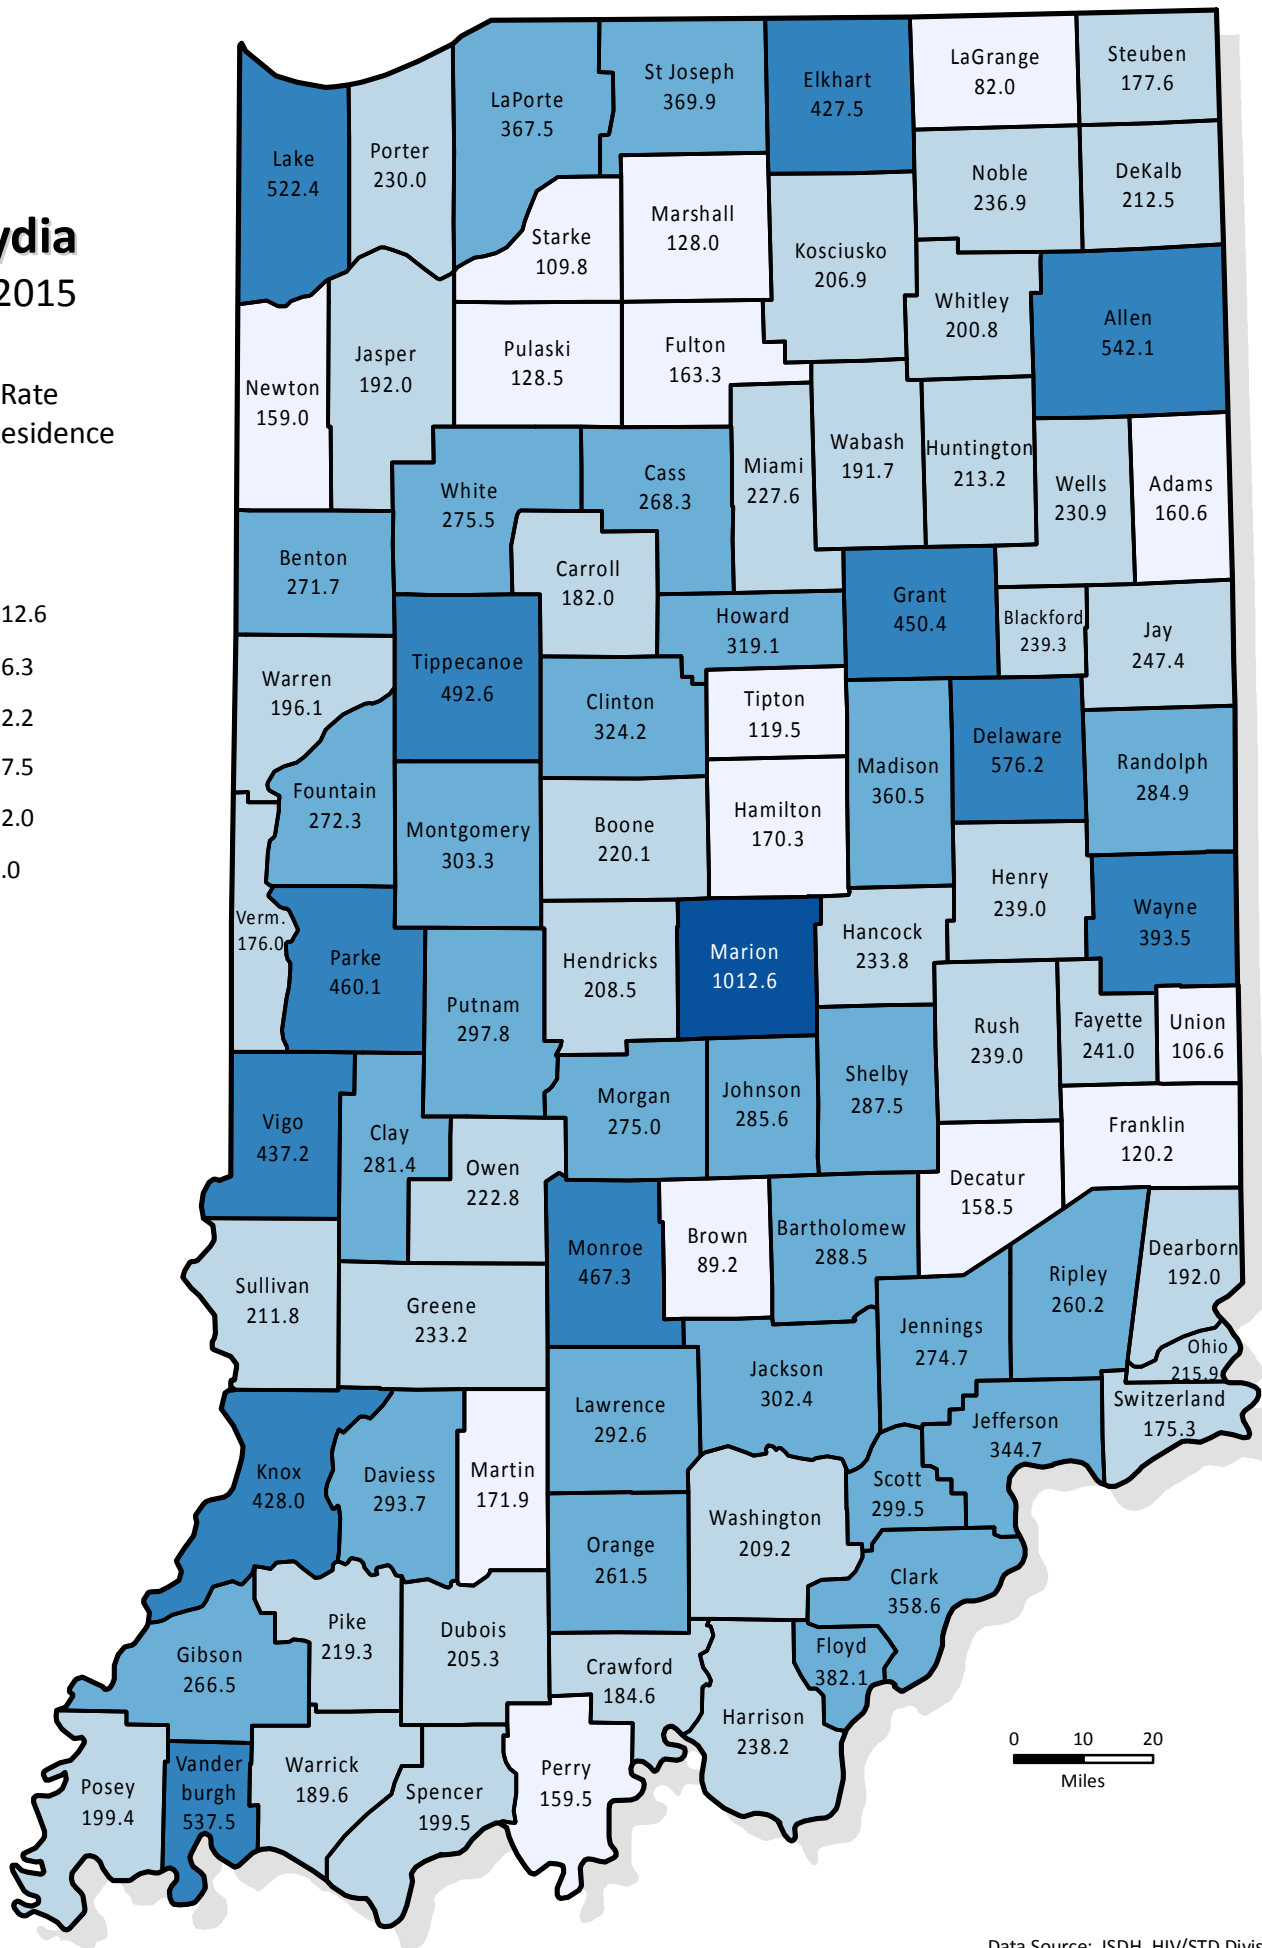 ydia
2015
Rate
esidence
12.6
6.3
2.2
7.5
2.0
.0
Lake
522.4
Porter
230.0
LaPorte
367.5
St Joseph
369.9
Elkhart
427.5
LaGrange
82.0
Steuben
177.6
Noble
236.9
DeKalb
212.5
Starke
109.8
Marshall
128.0
Kosciusko
206.9
Whitley
200.8
Allen
542.1
Newton
159.0
Jasper
192.0
Pulaski
128.5
Fulton
163.3
White
275.5
Cass
268.3
Miami
227.6
Wabash
191.7
Huntington
213.2
Wells
230.9
Adams
160.6
Benton
271.7
Carroll
182.0
Howard
319.1
Grant
450.4
Blackford
239.3
Jay
247.4
Warren
196.1
Tippecanoe
492.6
Clinton
324.2
Tipton
119.5
Madison
360.5
Delaware
576.2
Randolph
284.9
Fountain
272.3
Montgomery
303.3
Boone
220.1
Hamilton
170.3
Henry
239.0
Wayne
393.5
Verm.
176.0
Parke
460.1
Putnam
297.8
Hendricks
208.5
Marion
1012.6
Hancock
233.8
Rush
239.0
Fayette
241.0
Union
106.6
Vigo
437.2
Clay
281.4
Owen
222.8
Morgan
275.0
Johnson
285.6
Shelby
287.5
Franklin
120.2
Decatur
158.5
Sullivan
211.8
Greene
233.2
Monroe
467.3
Brown
89.2
Bartholomew
288.5
Ripley
260.2
Dearborn
192.0
Ohio
215.9
Jennings
274.7
Jackson
302.4
Lawrence
292.6
Switzerland
175.3
Jefferson
344.7
Knox
428.0
Daviess
293.7
Martin
171.9
Scott
299.5
Washington
209.2
Orange
261.5
Clark
358.6
Pike
219.3
Dubois
205.3
Gibson
266.5
Crawford
184.6
Floyd
382.1
Harrison
238.2
Posey
199.4
Vander
burgh
537.5
Warrick
189.6
Spencer
199.5
Perry
159.5
0 10 20
Miles
Data Source: ISDH, HIV/STD Divis